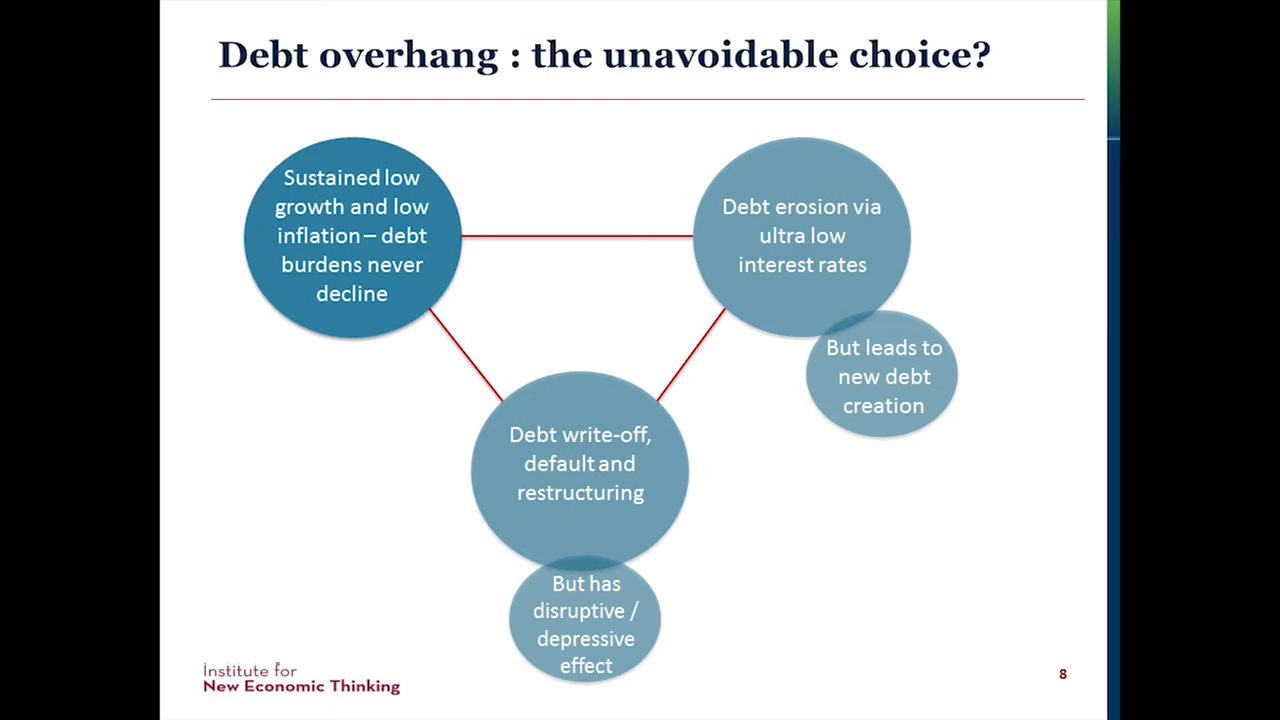 Debt overhang : the unavoidable choice?
Sustained low
growth and low
inflation – debt
burdens never
decline
Debt erosion via
ultra low
interest rates
But leads to
new debt
creation
Debt write-off,
default and
restructuring
But has
disruptive /
depressive
effect
Institute for
New Economic Thinking
8